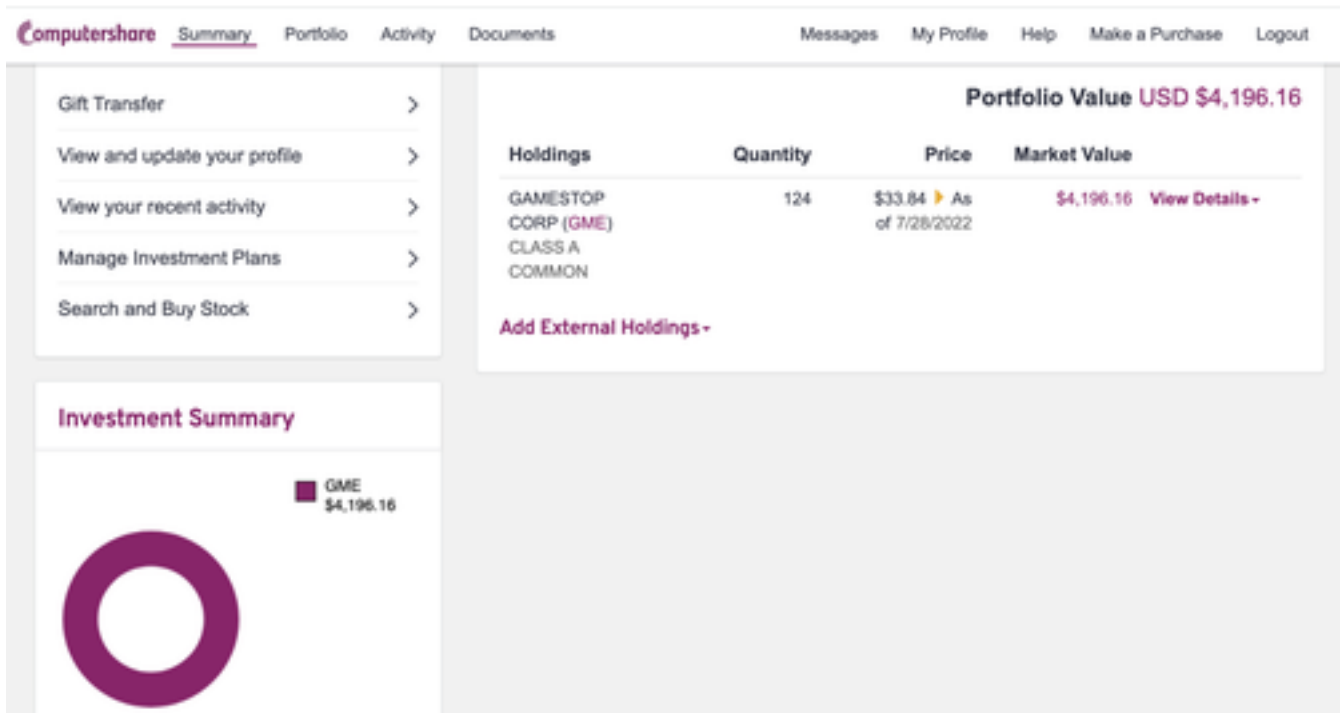 Computershare Summary Portfolio Activity Documents Messages My Profile Help Make a Purchase Logout
Gift Transfer
View and update your profile
View your recent activity
Manage Investment Plans
Search and Buy Stock
Portfolio Value USD $4,196.16
Holdings Quantity Price Market Value
GAMESTOP 124 $33.84 As $4,196.16 View Details
CORP (GME) of 7/28/2022
CLASS A
COMMON
Add External Holdings
Investment Summary
GME
$4,196.16